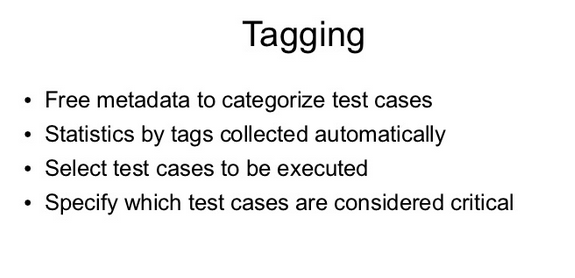 Tagging
• Free metadata to categorize test cases
• Statistics by tags collected automatically
• Select test cases to be executed
• Specify which test cases are considered critical